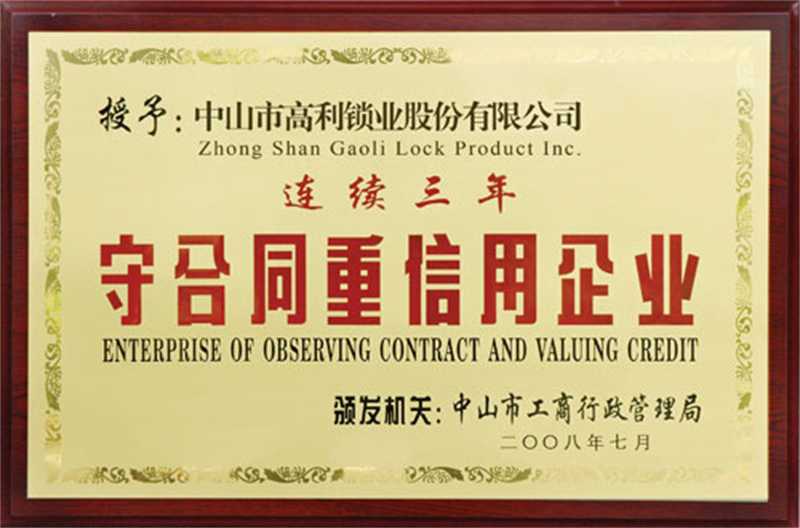 授予：中山市高利锁业股份有限公司
Zhong Shan Gaoli Lock Product Inc.
连续三年
守合同重信用企业
ENTERPRISE OF OBSERVING CONTRACT AND VALUING CREDIT
颁发机关：中山市工商行政管理局
二〇〇八年七月